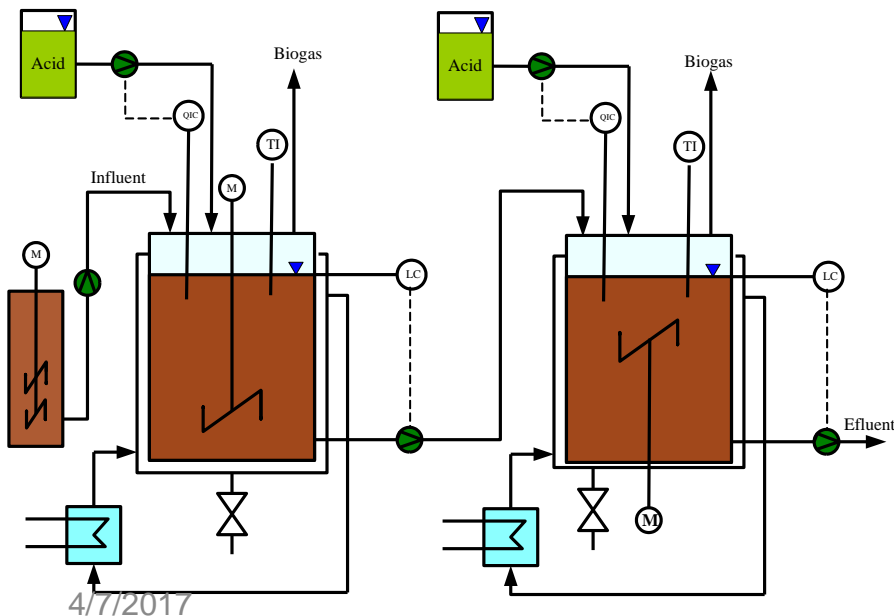 Acid
Acid
Biogas
Biogas
QIC
QIC
TI
TI
Influent
M
M
LC
LC
Efluent
M
4/7/2017